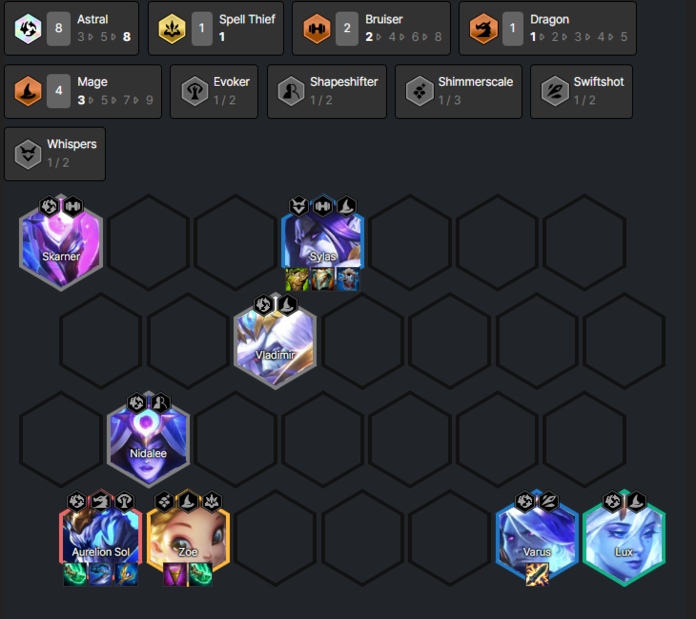 Astral
8
3 ▹ 5 ▹ 8
Spell Thief
1
1
Bruiser
2
2 ▹ 4 ▹ 6 ▹ 8
Dragon
1
1 ▹ 2 ▹ 3 ▹ 4 ▹ 5
Mage
4
3 ▹ 5 ▹ 7 ▹ 9
Evoker
1 / 2
Shapeshifter
1 / 2
Shimmerscale
1 / 3
Swiftshot
1 / 2
Whispers
1 / 2
Skarner
Sylas
Vladimir
Nidalee
Aurelion Sol
Zoe
Varus
Lux